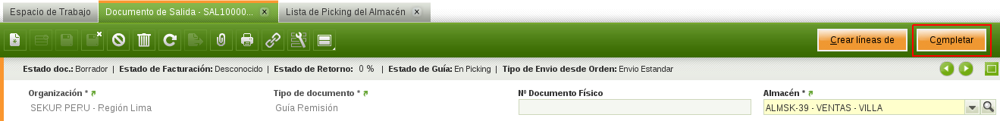 Espacio de Trabajo Documento de Salida - SAL10000... Lista de Picking del Almacén
Crear líneas de Completar
Estado doc.: Borrador | Estado de Facturación: Desconocido | Estado de Retorno: 0 % | Estado de Guía: En Picking | Tipo de Envio desde Orden: Envio Estandar
Organización * Tipo de documento * Nº Documento Físico Almacén *
SEKUR PERU - Región Lima Guía Remisión ALMSK-39 - VENTAS - VILLA